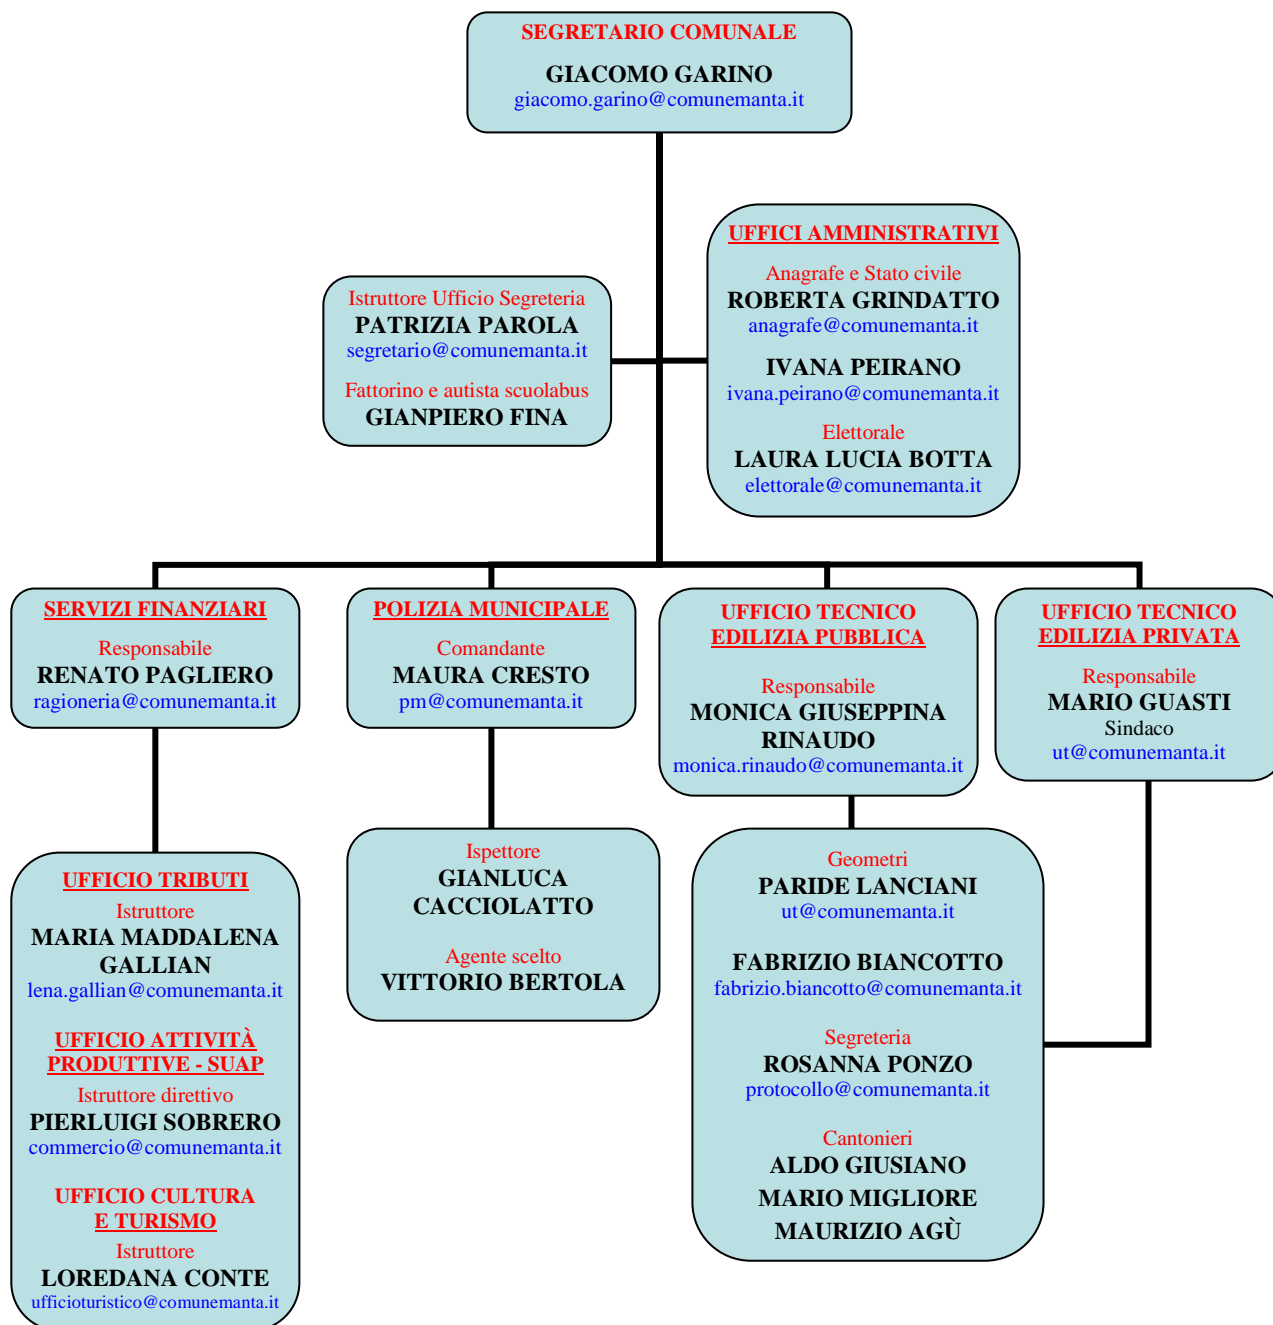 SEGRETARIO COMUNALE
GIACOMO GARINO
giacomo.garino@comunemanta.it
Istruttore Ufficio Segreteria
PATRIZIA PAROLA
segretario@comunemanta.it
Fattorino e autista scuolabus
GIANPIERO FINA
UFFICI AMMINISTRATIVI
Anagrafe e Stato civile
ROBERTA GRINDATTO
anagrafe@comunemanta.it
IVANA PEIRANO
ivana.peirano@comunemanta.it
Elettorale
LAURA LUCIA BOTTA
elettorale@comunemanta.it
SERVIZI FINANZIARI
Responsabile
RENATO PAGLIERO
ragioneria@comunemanta.it
POLIZIA MUNICIPALE
Comandante
MAURA CRESTO
pm@comunemanta.it
UFFICIO TECNICO
EDILIZIA PUBBLICA
Responsabile
MONICA GIUSEPPINA
RINAUDO
monica.rinaudo@comunemanta.it
UFFICIO TECNICO
EDILIZIA PRIVATA
Responsabile
MARIO GUASTI
Sindaco
ut@comunemanta.it
UFFICIO TRIBUTI
Istruttore
MARIA MADDALENA
GALLIAN
lena.gallian@comunemanta.it
UFFICIO ATTIVITÀ
PRODUTTIVE - SUAP
Istruttore direttivo
PIERLUIGI SOBRERO
commercio@comunemanta.it
UFFICIO CULTURA
E TURISMO
Istruttore
LOREDANA CONTE
ufficioturistico@comunemanta.it
Ispettore
GIANLUCA
CACCIOLATTO
Agente scelto
VITTORIO BERTOLA
Geometri
PARIDE LANCIANI
ut@comunemanta.it
FABRIZIO BIANCOTTO
fabrizio.biancotto@comunemanta.it
Segreteria
ROSANNA PONZO
protocollo@comunemanta.it
Cantonieri
ALDO GIUSIANO
MARIO MIGLIORE
MAURIZIO AGÙ